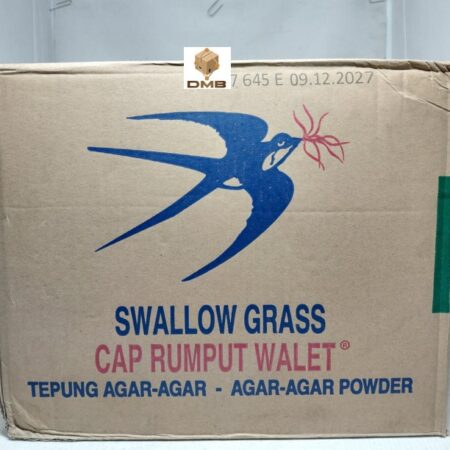 7 645 E 09.12.2027
DMB
SWALLOW GRASS
CAP RUMPUT WALET®
TEPUNG AGAR-AGAR - AGAR-AGAR POWDER